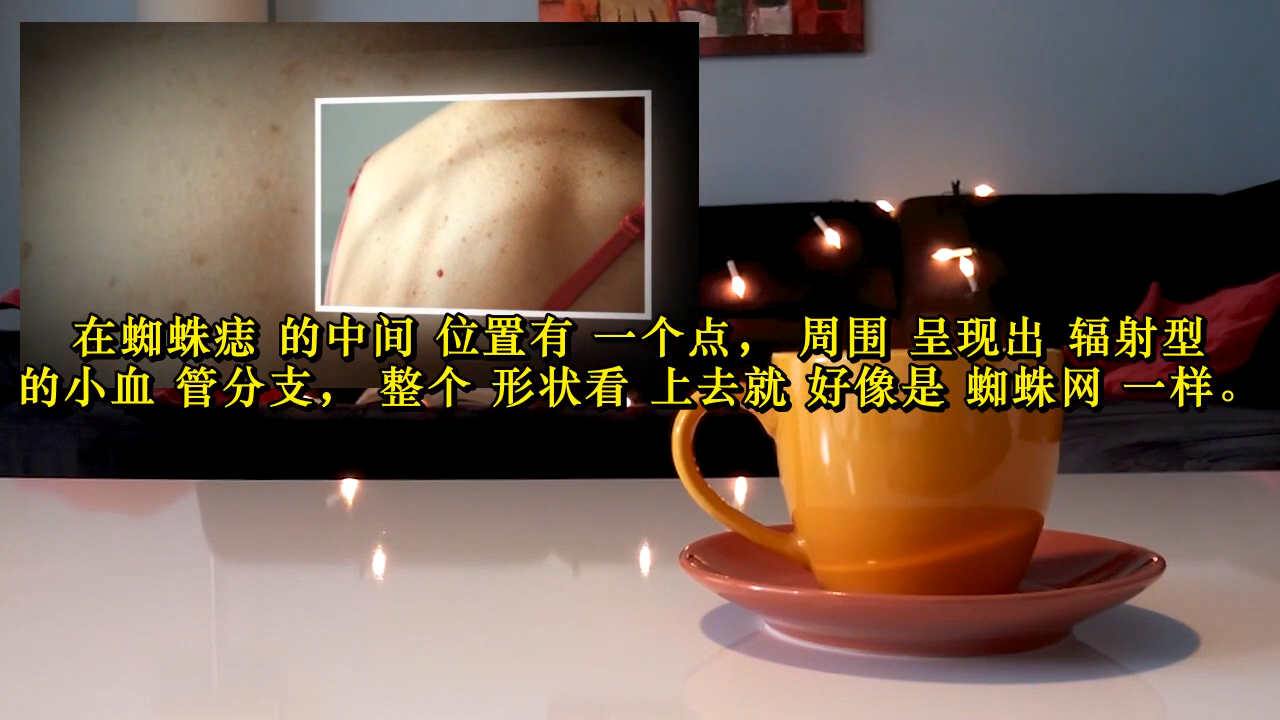 在蜘蛛痣 的中间 位置有 一个点， 周围 呈现出 辐射型
的小血 管分支， 整个 形状看 上去就 好像是 蜘蛛网 一样。